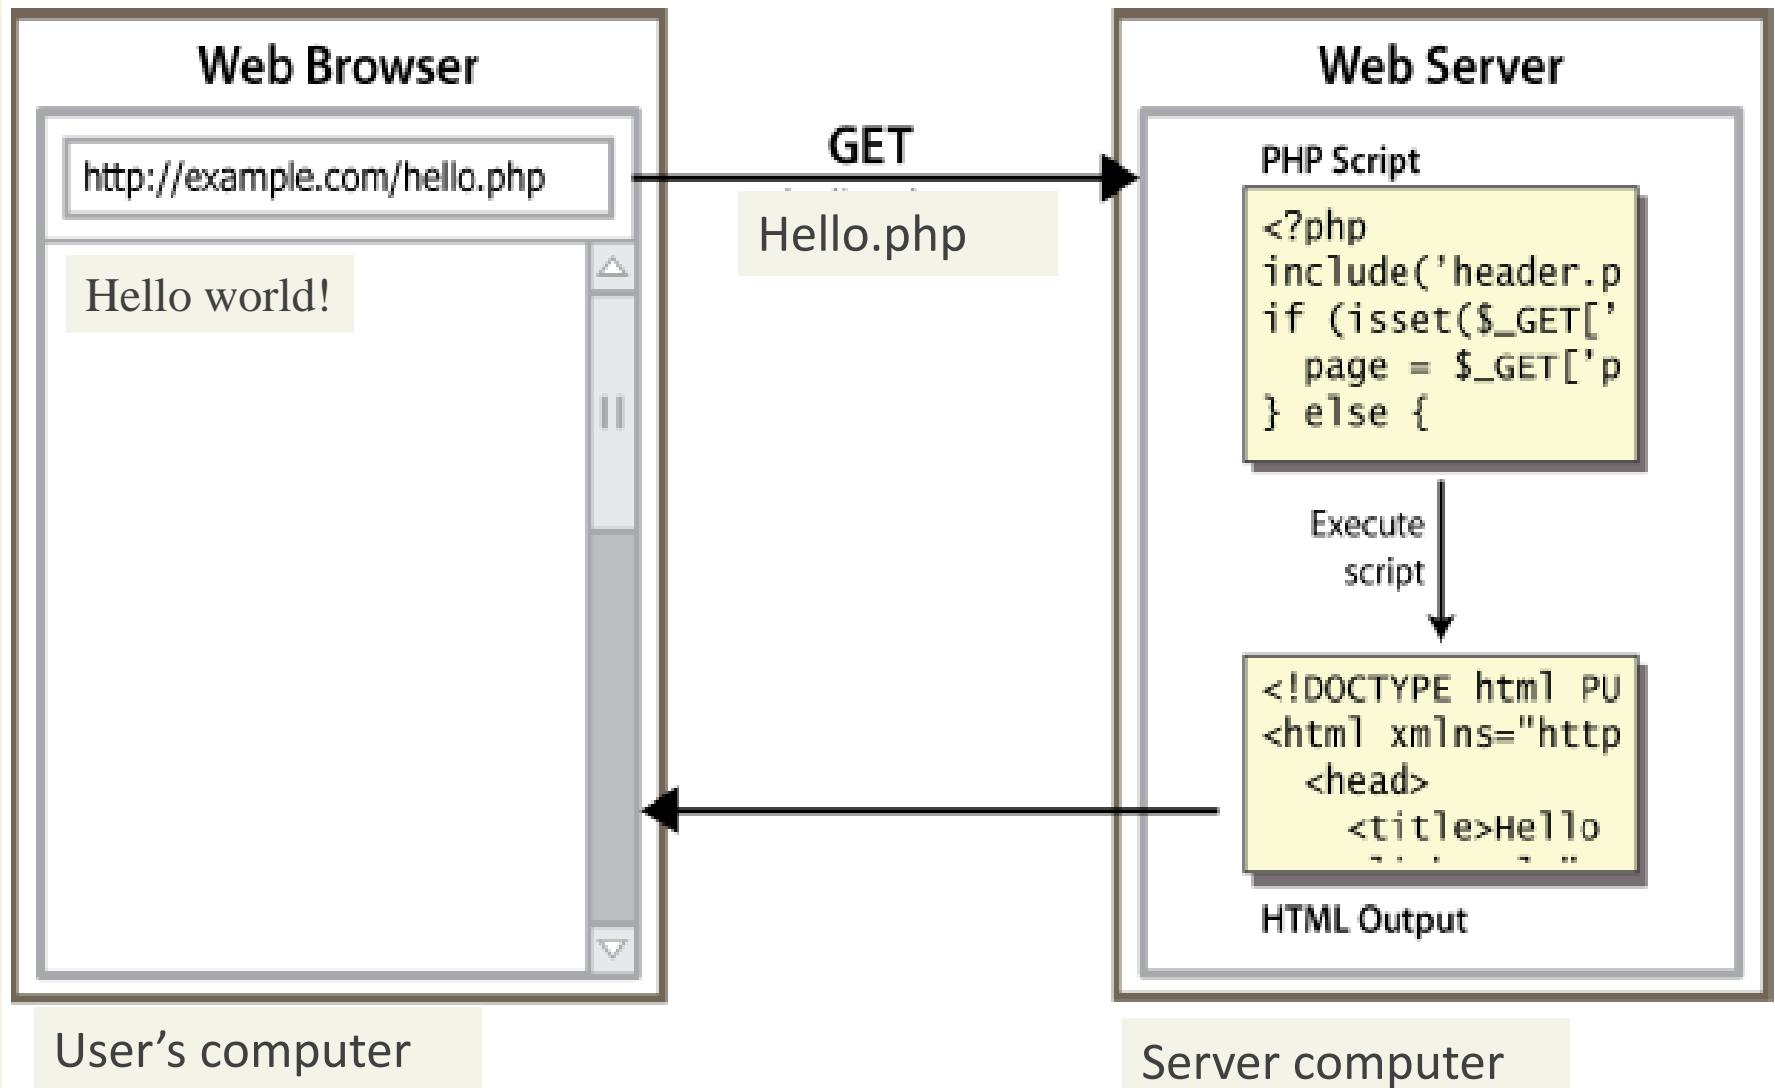 Web Browser
http://example.com/hello.php
Hello world!
User's computer
GET
Hello.php
Web Server
PHP Script
<?php
include('header.p
if (isset($_GET['
page = $_GET['p
} else {
Execute
script
<!DOCTYPE html PU
<html xmlns="http
<head>
<title>Hello
HTML Output
Server computer